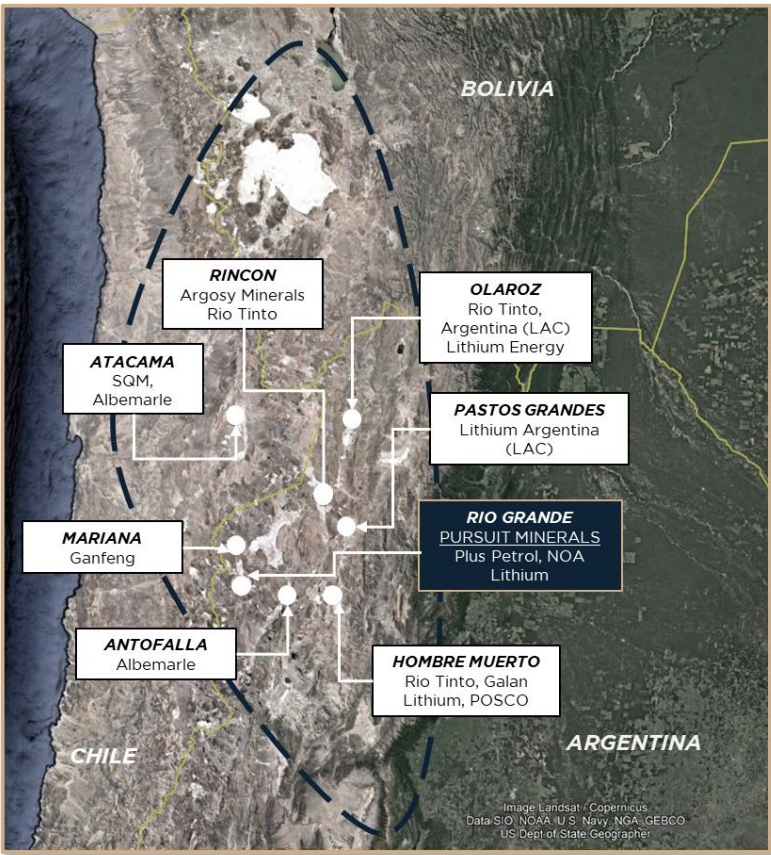 BOLIVIA
RINCON
Argosy Minerals
Rio Tinto
OLAROZ
Rio Tinto,
Argentina (LAC)
Lithium Energy
ATACAMA
SQM,
Albemarle
PASTOS GRANDES
Lithium Argentina
(LAC)
RIO GRANDE
PURSUIT MINERALS
Plus Petrol, NOA
Lithium
MARIANA
Ganfeng
ANTOFALLA
Albemarle
HOMBRE MUERTO
Rio Tinto, Galan
Lithium, POSCO
CHILE
ARGENTINA
Image Landsat / Copernicus
Data SIO, NOAA, U.S. Navy, NGA, GEBCO
US Dept of State Geographer